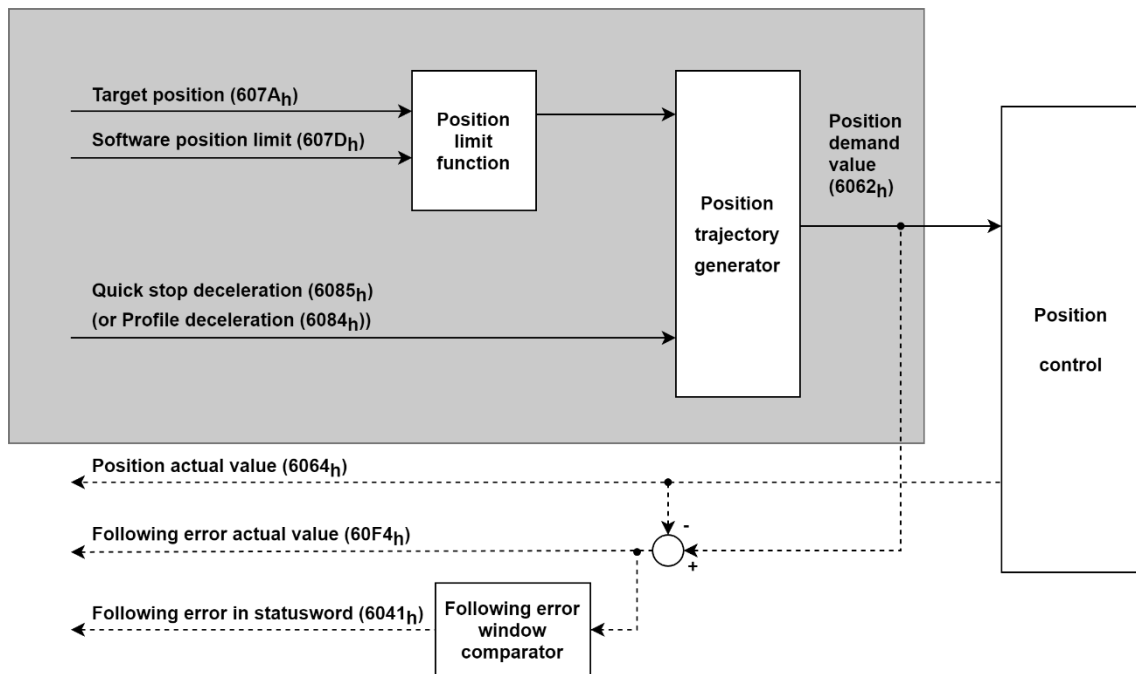 Target position (607Ah)
Software position limit (607Dh)
Position
limit
function
Position
demand
value
(6062h)
Position
trajectory
generator
Quick stop deceleration (6085h)
(or Profile deceleration (6084h))
Position
control
Position actual value (6064h)
-
Following error actual value (60F4h)
+
Following error in statusword (6041h)
Following error
window
comparator